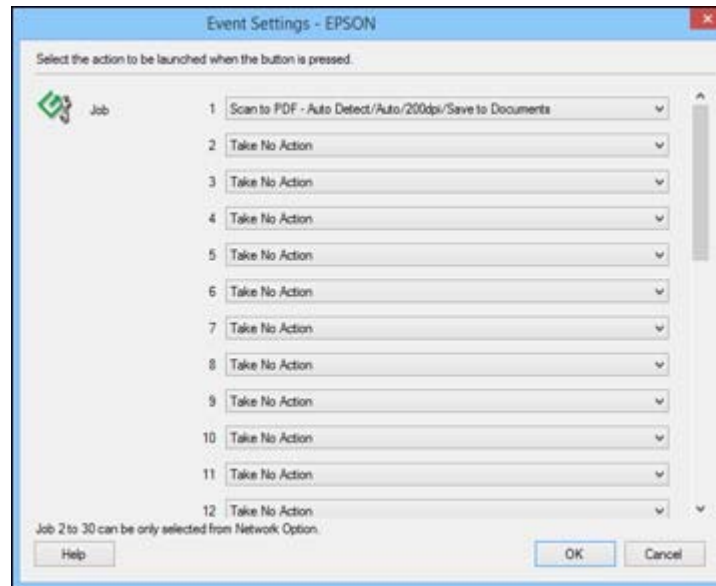 Event Settings - EPSON
Select the action to be launched when the button is pressed.
Job 1 Scan to PDF - Auto Detect/Auto/200dpi/Save to Documents
2 Take No Action
3 Take No Action
4 Take No Action
5 Take No Action
6 Take No Action
7 Take No Action
8 Take No Action
9 Take No Action
10 Take No Action
11 Take No Action
12 Take No Action
Job 2 to 30 can be only selected from Network Option.
Help OK Cancel